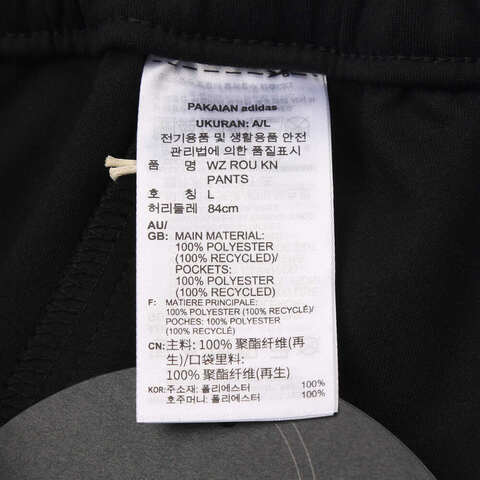 PAKAIAN adidas
UKURAN: A/L
전기용품 및 생활용품 안전
관리법에 의한 품질표시
품 명 WZ ROU KN
PANTS
호 칭 L
허리둘레 84cm
AU/
GB: MAIN MATERIAL:
100% POLYESTER
(100% RECYCLED)/
POCKETS:
100% POLYESTER
(100% RECYCLED)
F: MATIERE PRINCIPALE:
100% POLYESTER (100% RECYCLÉ)/
POCHES: 100% POLYESTER
(100% RECYCLÉ)
CN: 主料: 100% 聚酯纤维(再
生)/口袋里料:
100% 聚酯纤维(再生)
KOR: 주소재: 폴리에스터 100%
호주머니: 폴리에스터 100%